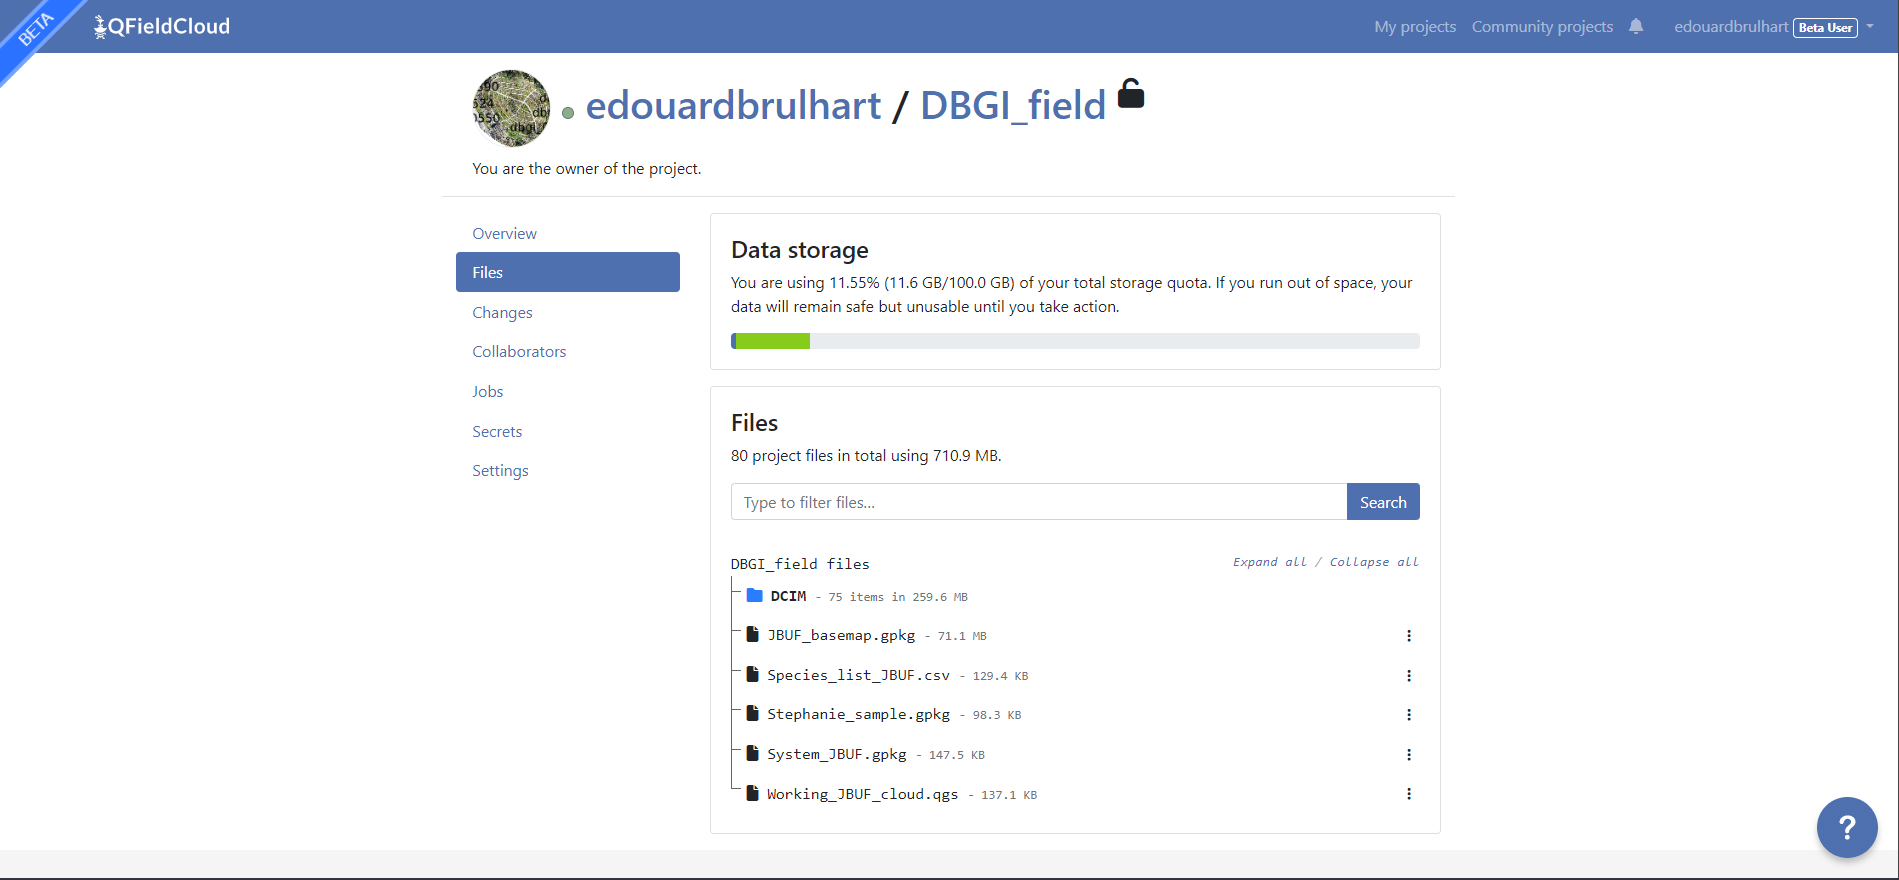 BETA
QFieldCloud
My projects Community projects edouardbrulhart Beta User
edouardbrulhart / DBGI_field
You are the owner of the project.
Overview
Files
Changes
Collaborators
Jobs
Secrets
Settings
Data storage
You are using 11.55% (11.6 GB/100.0 GB) of your total storage quota. If you run out of space, your
data will remain safe but unusable until you take action.
Files
80 project files in total using 710.9 MB.
Type to filter files... Search
DBGI_field files Expand all / Collapse all
DCIM - 75 items in 259.6 MB
JBUF_basemap.gpkg - 71.1 MB
Species_list_JBUF.csv - 129.4 KB
Stephanie_sample.gpkg - 98.3 KB
System_JBUF.gpkg - 147.5 KB
Working_JBUF_cloud.qgs - 137.1 KB
?